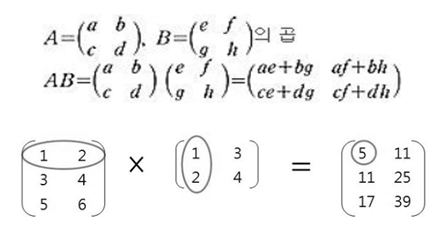 A=(a b c d), B=(e f g h)의 곱
AB=(a b c d)(e f g h)=(ae+bg af+bh ce+dg cf+dh)
1 2 × 1 3 = 5 11
3 4 2 4 11 25
5 6 17 39